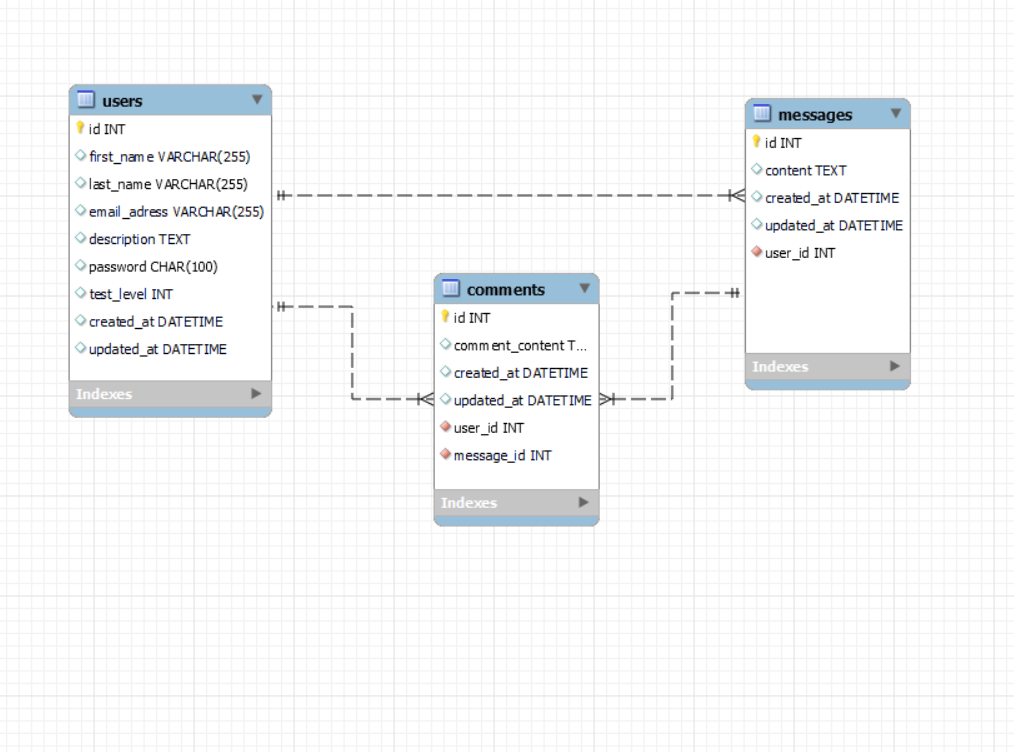 users
id INT
first_name VARCHAR(255)
last_name VARCHAR(255)
email_adress VARCHAR(255)
description TEXT
password CHAR(100)
test_level INT
created_at DATETIME
updated_at DATETIME
Indexes
comments
id INT
comment_content T...
created_at DATETIME
updated_at DATETIME
user_id INT
message_id INT
Indexes
messages
id INT
content TEXT
created_at DATETIME
updated_at DATETIME
user_id INT
Indexes